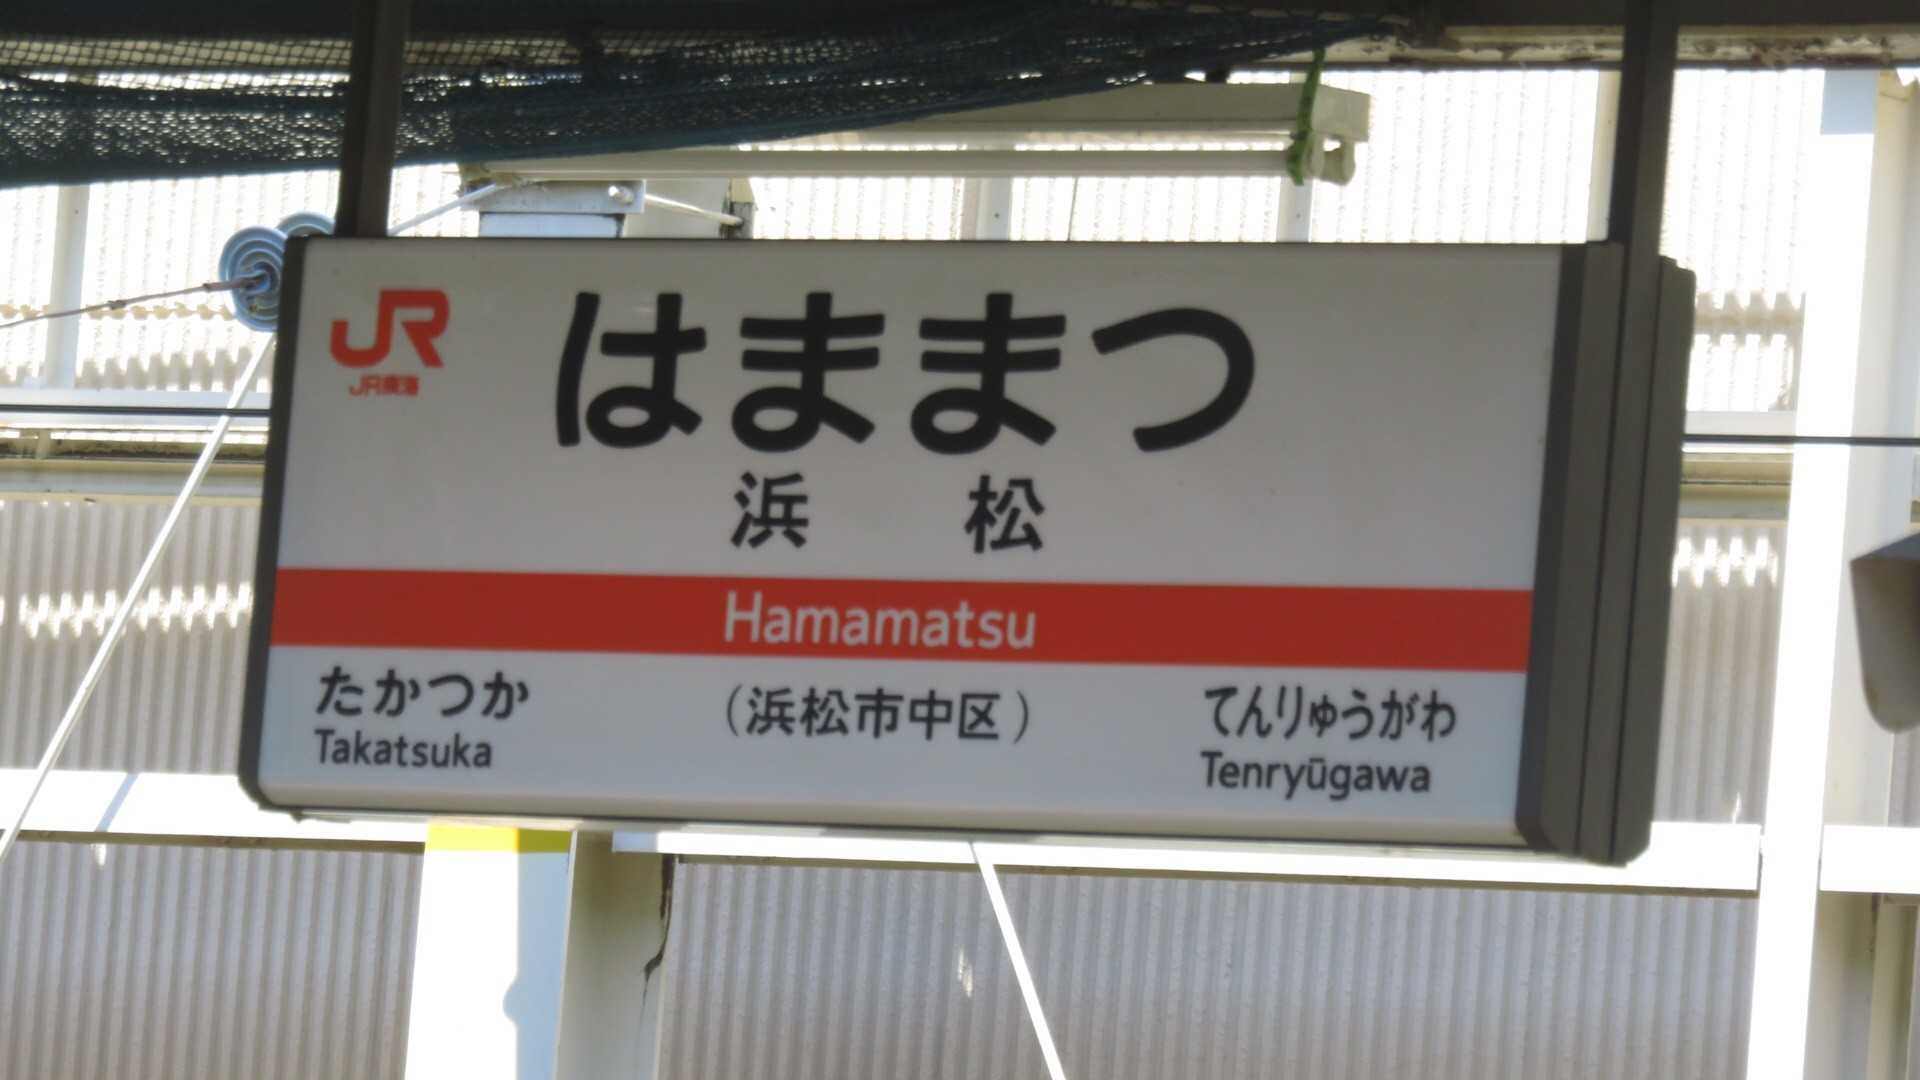 JR
JR東海
はままつ
浜 松
Hamamatsu
たかつか
Takatsuka
（浜松市中区）
てんりゅうがわ
Tenryūgawa